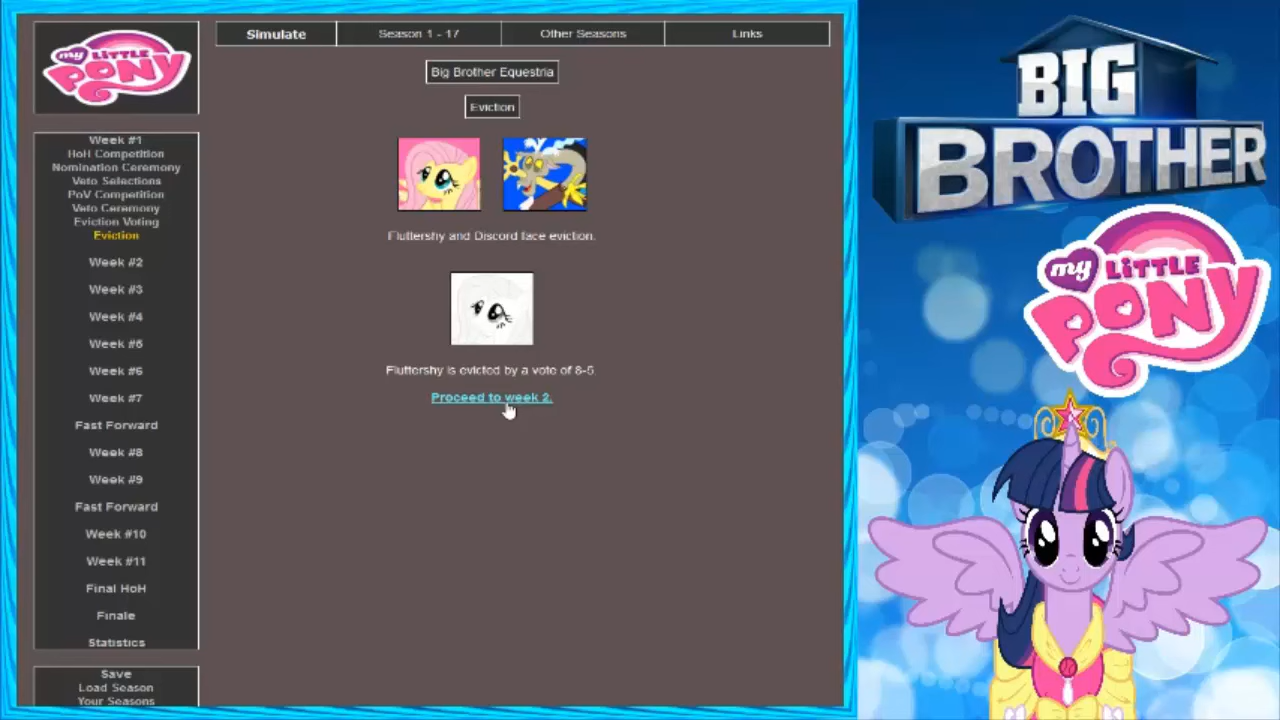 my LiTTLE PONY
Simulate
Season 1 - 17
Other Seasons
Links
Big Brother Equestria
Eviction
Week #1
HoH Competition
Nomination Ceremony
Veto Selections
PoV Competition
Veto Ceremony
Eviction Voting
Eviction
Week #2
Week #3
Week #4
Week #5
Week #6
Week #7
Fast Forward
Week #8
Week #9
Fast Forward
Week #10
Week #11
Final HoH
Finale
Statistics
Save
Load Season
Your Seasons
Fluttershy and Discord face eviction.
Fluttershy is evicted by a vote of 8-5
Proceed to week 2.
BIG
BROTHER
my LiTTLE
PONY